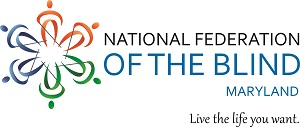 NATIONAL FEDERATION
OF THE BLIND
MARYLAND
Live the life you want.